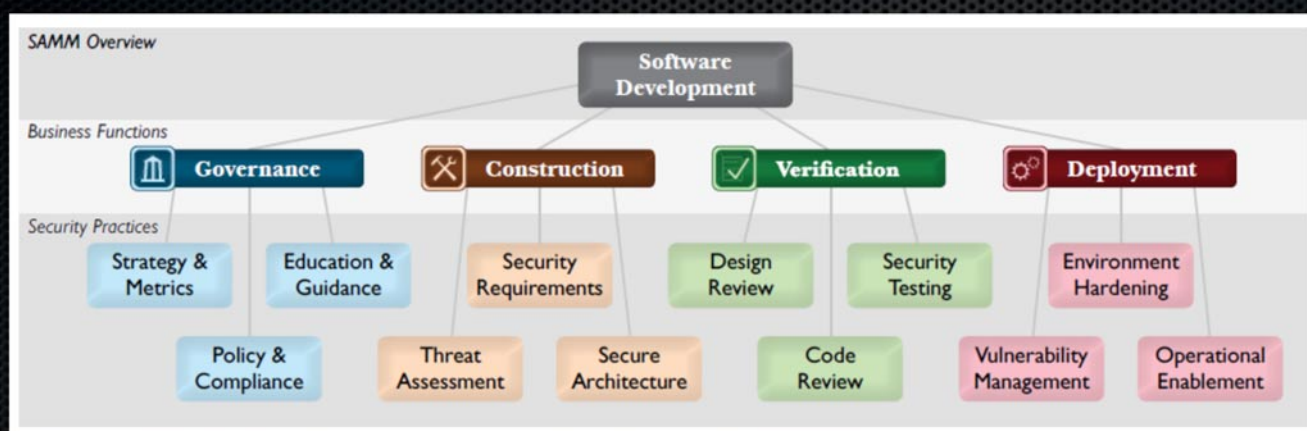 SAMM Overview
Software
Development
Business Functions
Governance
Construction
Verification
Deployment
Security Practices
Strategy &
Metrics
Education &
Guidance
Security
Requirements
Design
Review
Security
Testing
Environment
Hardening
Policy &
Compliance
Threat
Assessment
Secure
Architecture
Code
Review
Vulnerability
Management
Operational
Enablement